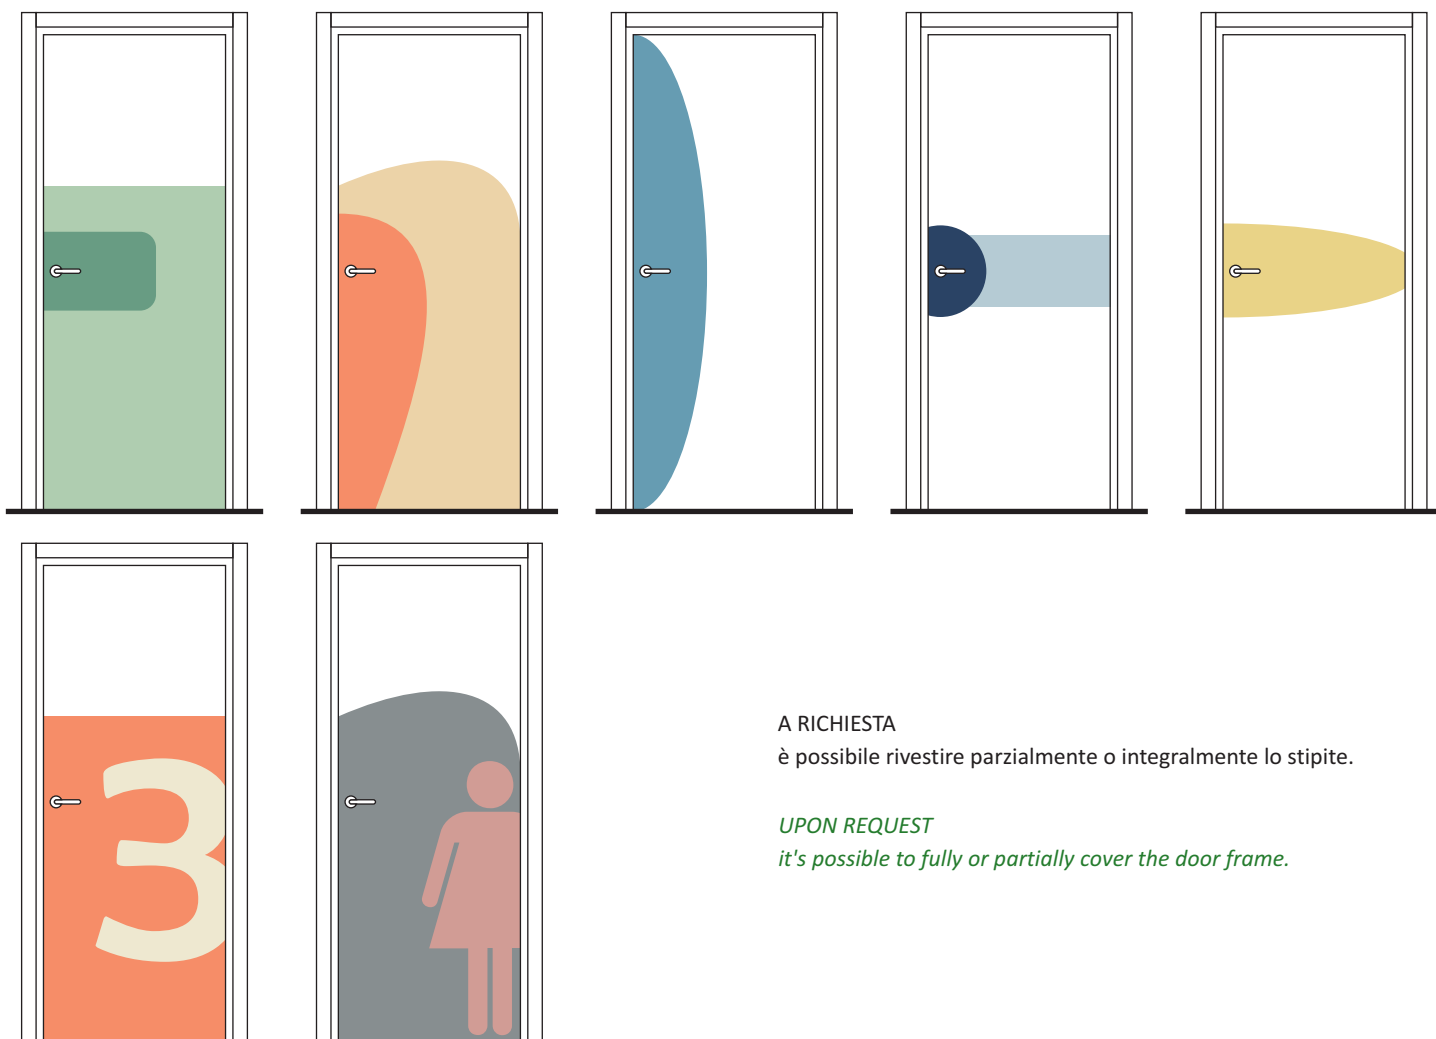 3
A RICHIESTA
è possibile rivestire parzialmente o integralmente lo stipite.
UPON REQUEST
it's possible to fully or partially cover the door frame.